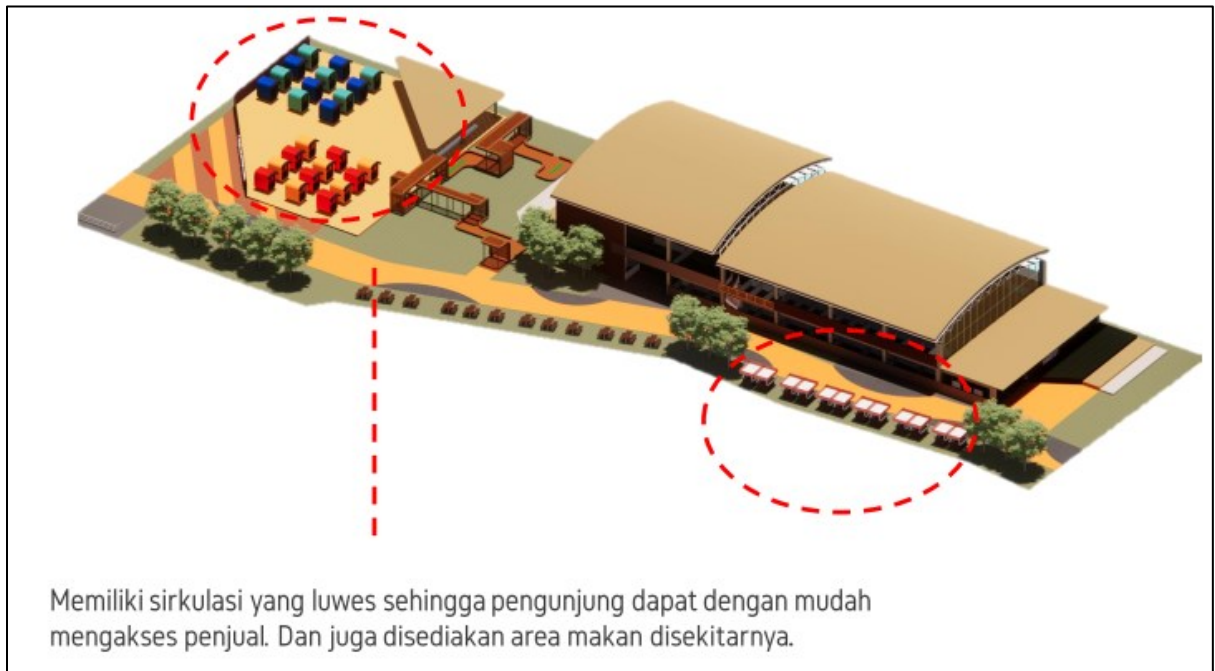 Memiliki sirkulasi yang luwes sehingga pengunjung dapat dengan mudah
mengakses penjual. Dan juga disediakan area makan disekitarnya.